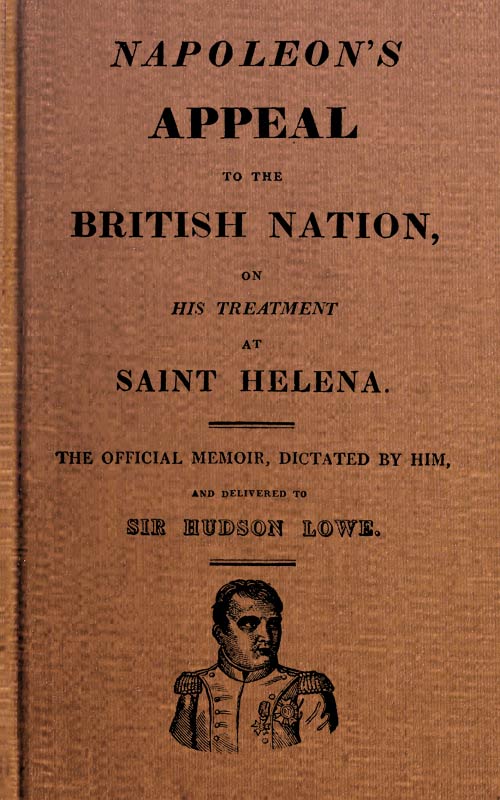 NAPOLEON'S
APPEAL
TO THE
BRITISH NATION,
ON
HIS TREATMENT
AT
SAINT HELENA.
THE OFFICIAL MEMOIR, DICTATED BY HIM,
AND DELIVERED TO
SIR HUDSON LOWE.